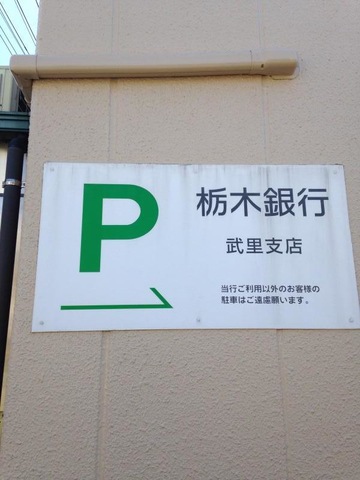 P
栃木銀行
武里支店
当行ご利用以外のお客様の
駐車はご遠慮願います。